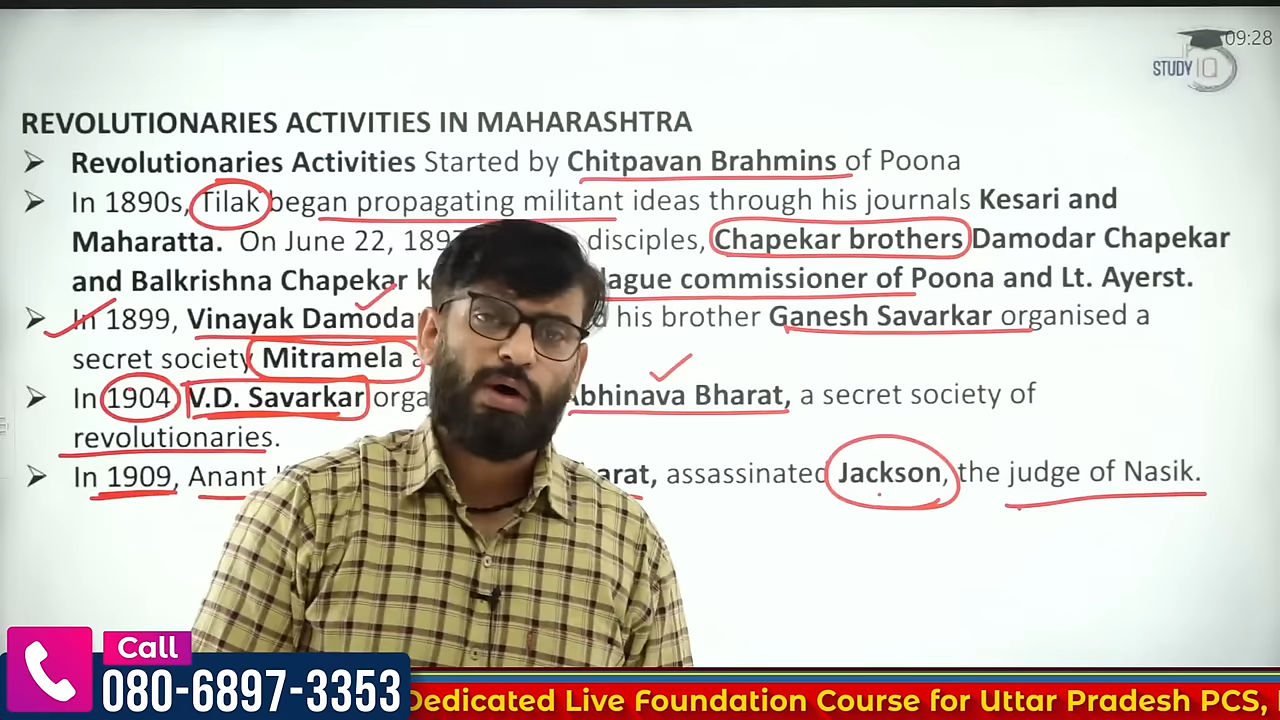 09:28
STUDY IQ
REVOLUTIONARIES ACTIVITIES IN MAHARASHTRA
Revolutionaries Activities Started by Chitpavan Brahmins of Poona
In 1890s, Tilak began propagating militant ideas through his journals Kesari and
Maharatta. On June 22, 189 disciples, Chapekar brothers Damodar Chapekar
and Balkrishna Chapekar commissioner of Poona and Lt. Ayerst.
In 1899, Vinayak his brother Ganesh Savarkar organised a
secret society Mitramela
In 1904 V.D. Savarkar Abhinava Bharat, a secret society of
revolutionaries.
In 1909, Anant assassinated Jackson, the judge of Nasik.
Call
080-6897-3353
Dedicated Live Foundation Course for Uttar Pradesh PCS,